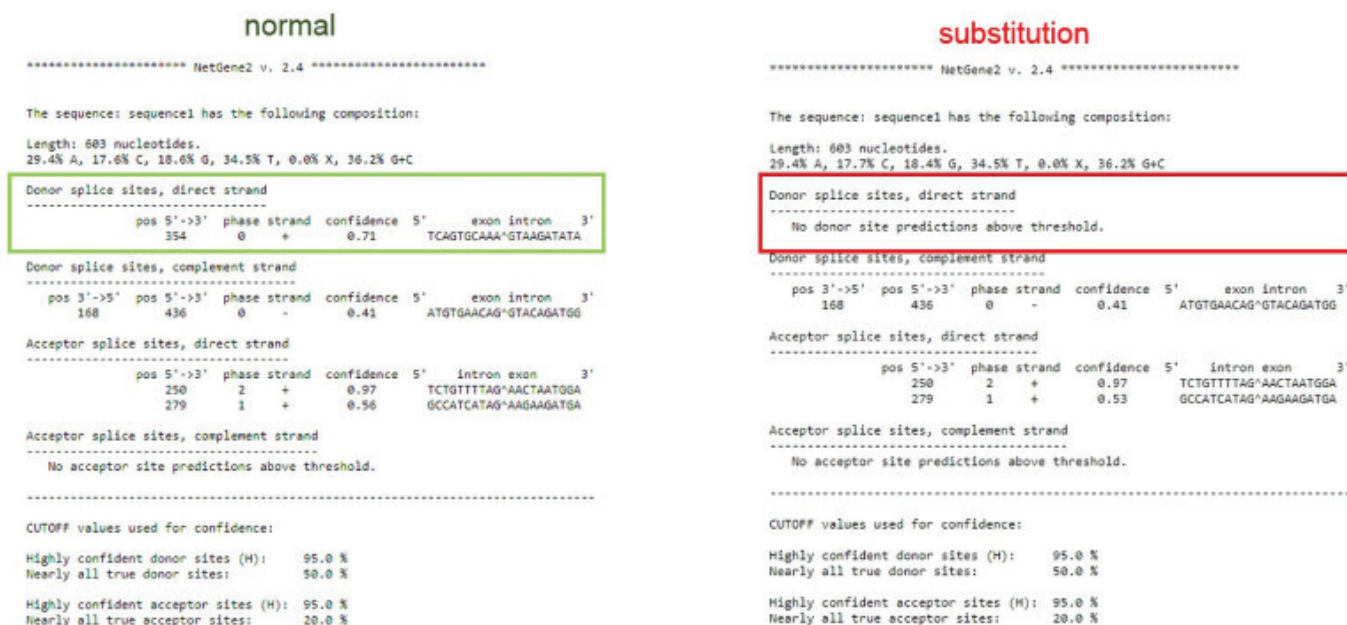 normal
********************** NetGene2 v. 2.4 ************************
The sequence: sequence1 has the following composition:
Length: 603 nucleotides.
29.4% A, 17.6% C, 18.6% G, 34.5% T, 0.0% X, 36.2% G+C
Donor splice sites, direct strand
---------------------------------
pos 5'->3' phase strand confidence 5' exon intron 3'
354 0 + 0.71 TCAGTGCAAA^GTAAGATATA
Donor splice sites, complement strand
-------------------------------------
pos 3'->5' pos 5'->3' phase strand confidence 5' exon intron 3'
168 436 0 - 0.41 ATGTGAACAG^GTACAGATGG
Acceptor splice sites, direct strand
------------------------------------
pos 5'->3' phase strand confidence 5' intron exon 3'
250 2 + 0.97 TCTGTTTTAG^AACTAATGGA
279 1 + 0.56 GCCATCATAG^AAGAAGATGA
Acceptor splice sites, complement strand
----------------------------------------
No acceptor site predictions above threshold.
-----------------------------------------------------------------------------
CUTOFF values used for confidence:
Highly confident donor sites (H): 95.0 %
Nearly all true donor sites: 50.0 %
Highly confident acceptor sites (H): 95.0 %
Nearly all true acceptor sites: 20.0 %
substitution
********************** NetGene2 v. 2.4 ************************
The sequence: sequence1 has the following composition:
Length: 603 nucleotides.
29.4% A, 17.7% C, 18.4% G, 34.5% T, 0.0% X, 36.2% G+C
Donor splice sites, direct strand
---------------------------------
No donor site predictions above threshold.
Donor splice sites, complement strand
-------------------------------------
pos 3'->5' pos 5'->3' phase strand confidence 5' exon intron 3'
168 436 0 - 0.41 ATGTGAACAG^GTACAGATGG
Acceptor splice sites, direct strand
------------------------------------
pos 5'->3' phase strand confidence 5' intron exon 3'
250 2 + 0.97 TCTGTTTTAG^AACTAATGGA
279 1 + 0.53 GCCATCATAG^AAGAAGATGA
Acceptor splice sites, complement strand
----------------------------------------
No acceptor site predictions above threshold.
-----------------------------------------------------------------------------
CUTOFF values used for confidence:
Highly confident donor sites (H): 95.0 %
Nearly all true donor sites: 50.0 %
Highly confident acceptor sites (H): 95.0 %
Nearly all true acceptor sites: 20.0 %